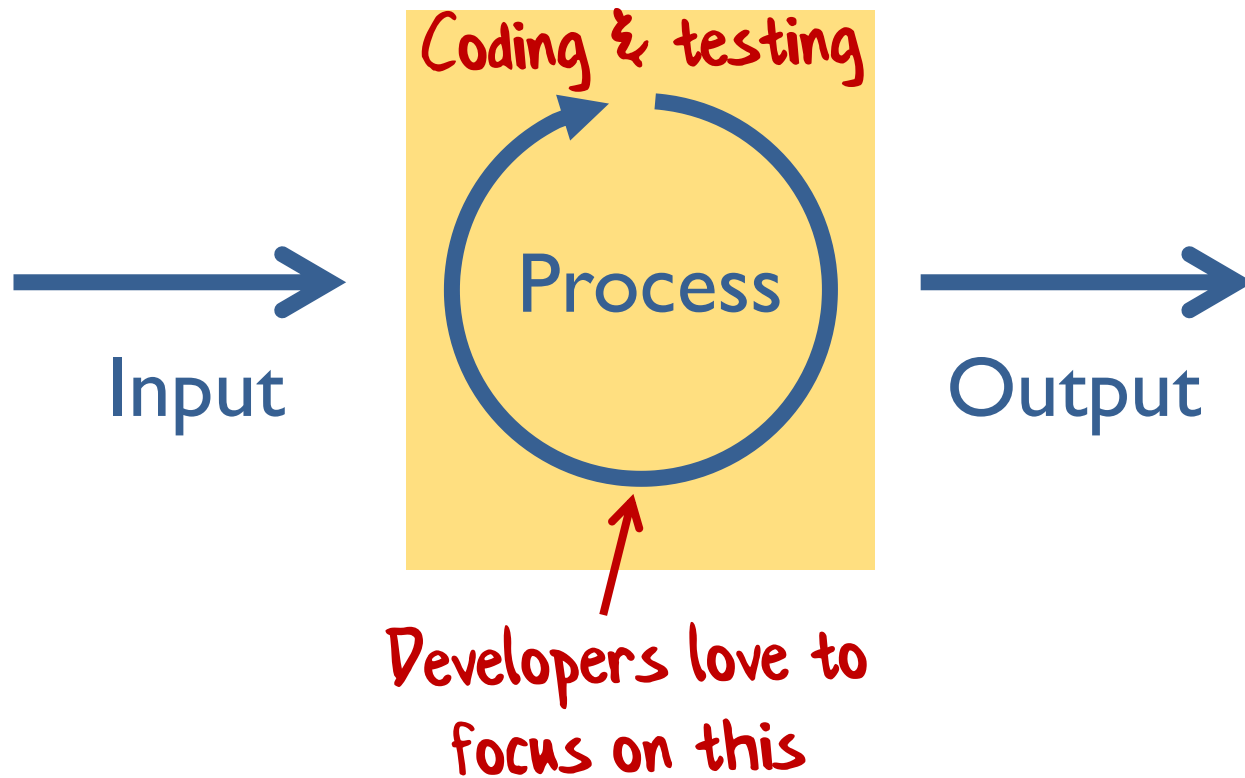 Coding & testing
Process
Input
Output
Developers love to
focus on this